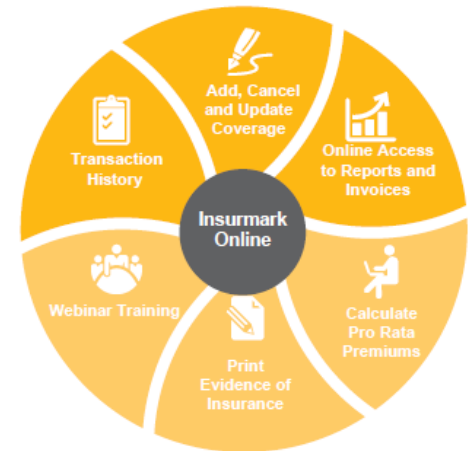 Add, Cancel
and Update
Coverage
Online Access
to Reports and
Invoices
Calculate
Pro Rata
Premiums
Print
Evidence of
Insurance
Webinar Training
Transaction
History
Insurmark
Online